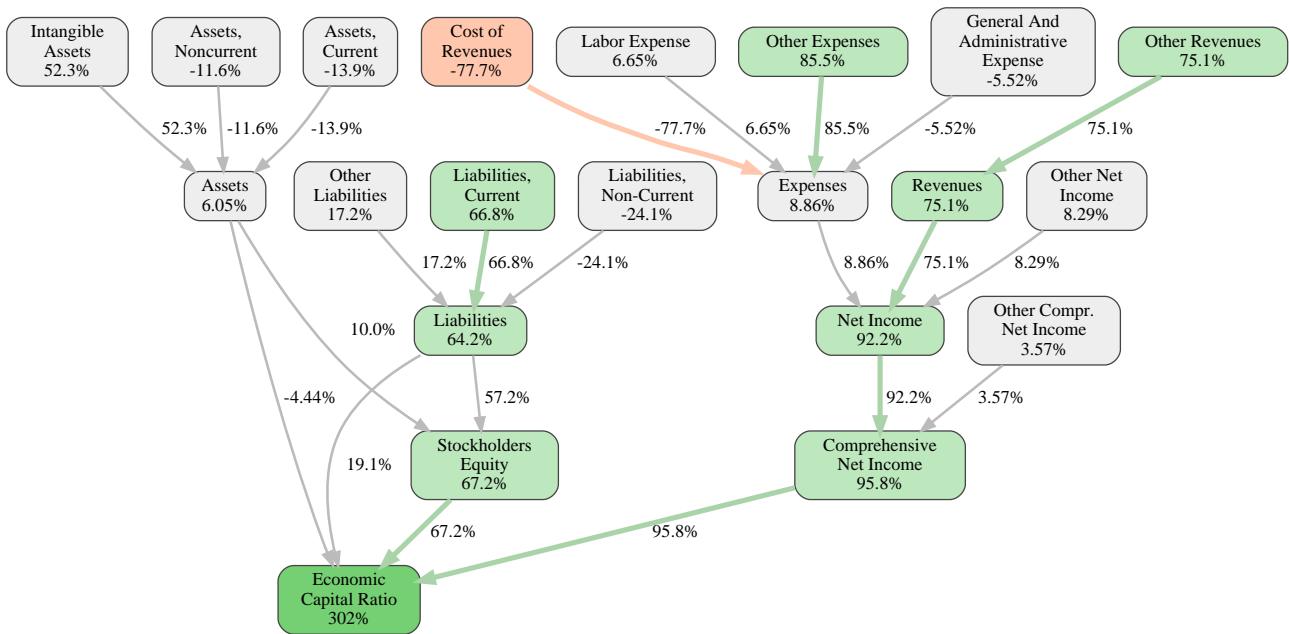 Intangible
Assets
52.3%
Assets,
Noncurrent
-11.6%
Assets,
Current
-13.9%
Cost of
Revenues
-77.7%
Labor Expense
6.65%
Other Expenses
85.5%
General And
Administrative
Expense
-5.52%
Other Revenues
75.1%
52.3%
-11.6%
-13.9%
-77.7%
6.65%
85.5%
-5.52%
75.1%
Assets
6.05%
Other
Liabilities
17.2%
Liabilities,
Current
66.8%
Liabilities,
Non-Current
-24.1%
Expenses
8.86%
Revenues
75.1%
Other Net
Income
8.29%
17.2%
66.8%
-24.1%
8.86%
75.1%
8.29%
10.0%
Liabilities
64.2%
Net Income
92.2%
Other Compr.
Net Income
3.57%
-4.44%
57.2%
92.2%
3.57%
19.1%
Stockholders
Equity
67.2%
Comprehensive
Net Income
95.8%
67.2%
95.8%
Economic
Capital Ratio
302%